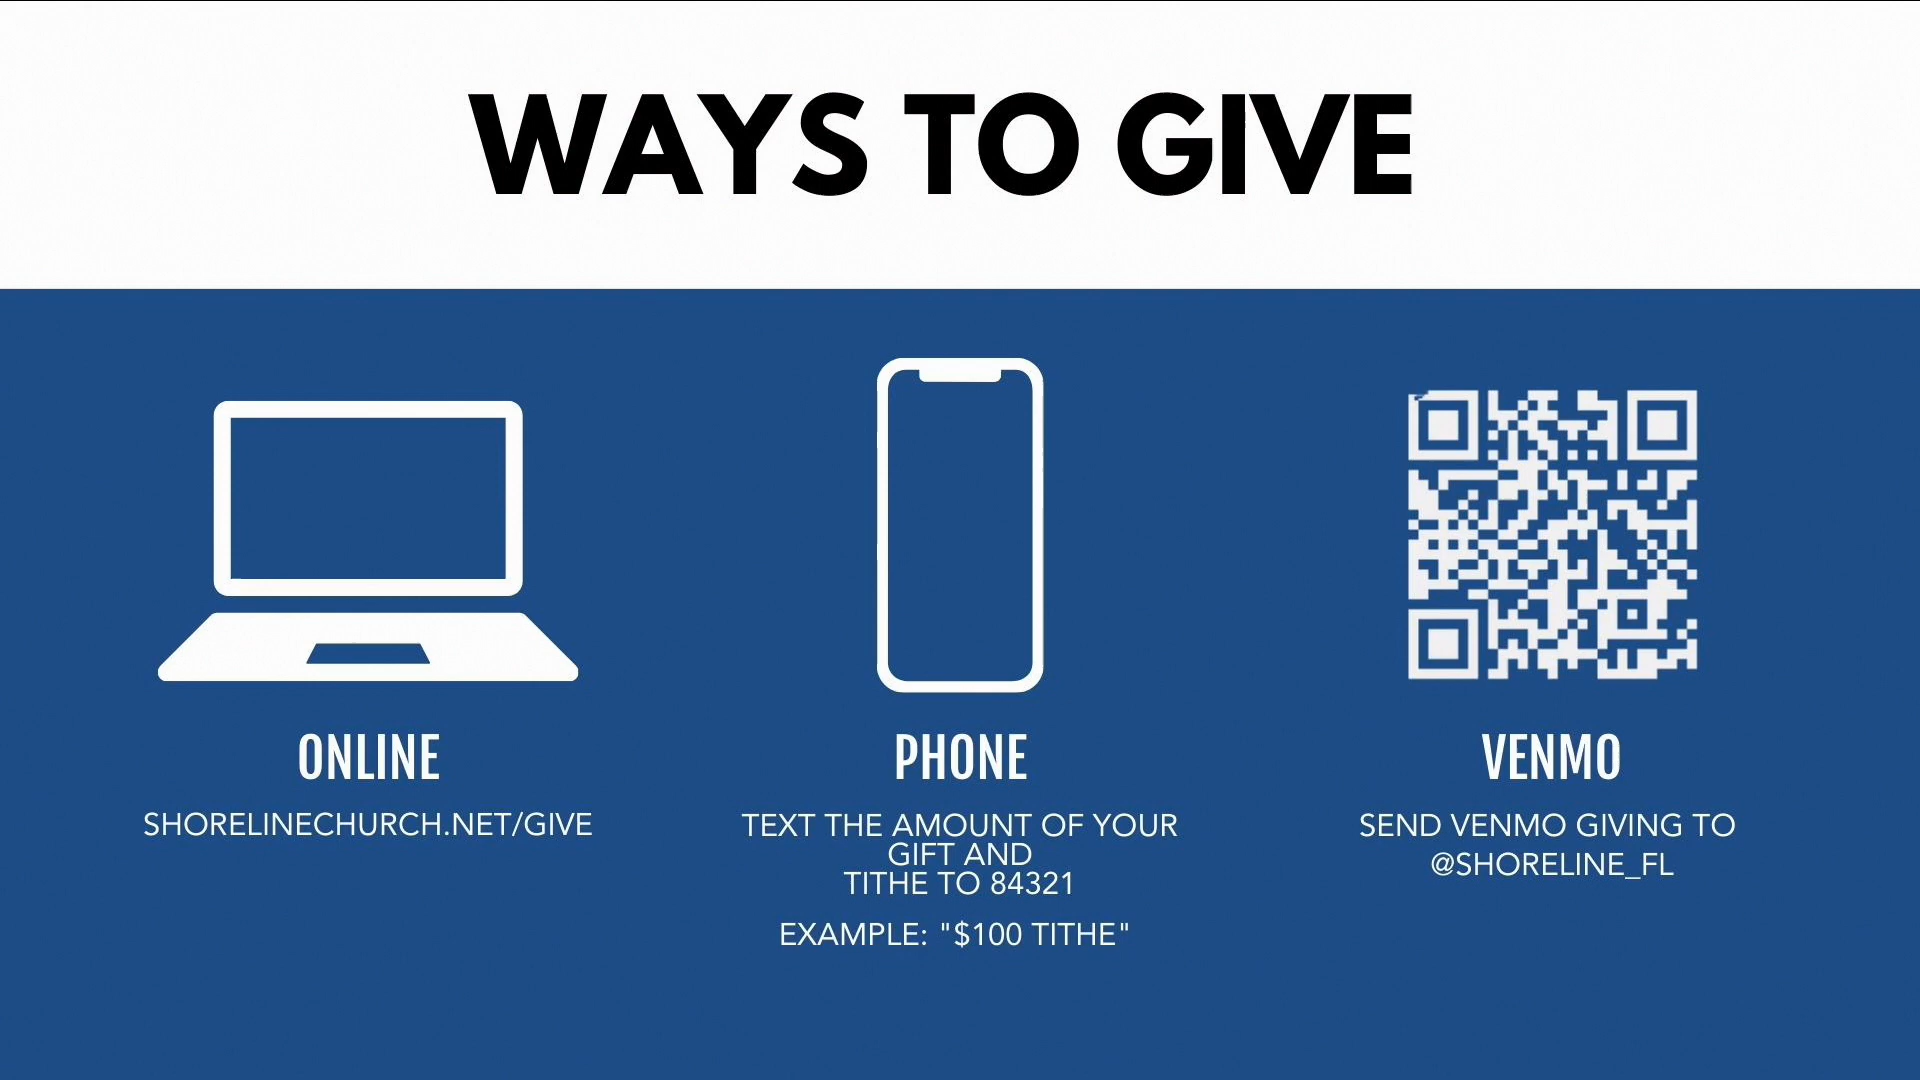 WAYS TO GIVE
ONLINE
SHORELINECHURCH.NET/GIVE
PHONE
TEXT THE AMOUNT OF YOUR
GIFT AND
TITHE TO 84321
EXAMPLE: "$100 TITHE"
VENMO
SEND VENMO GIVING TO
@SHORELINE_FL